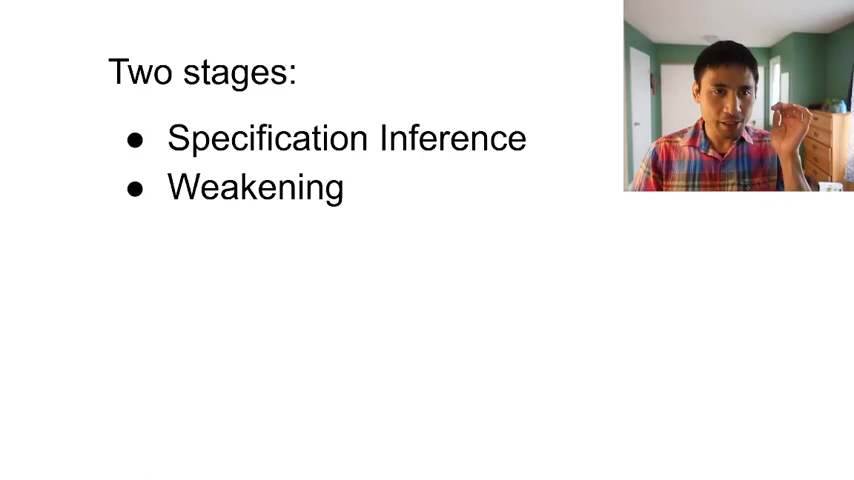 Two stages:
● Specification Inference
● Weakening